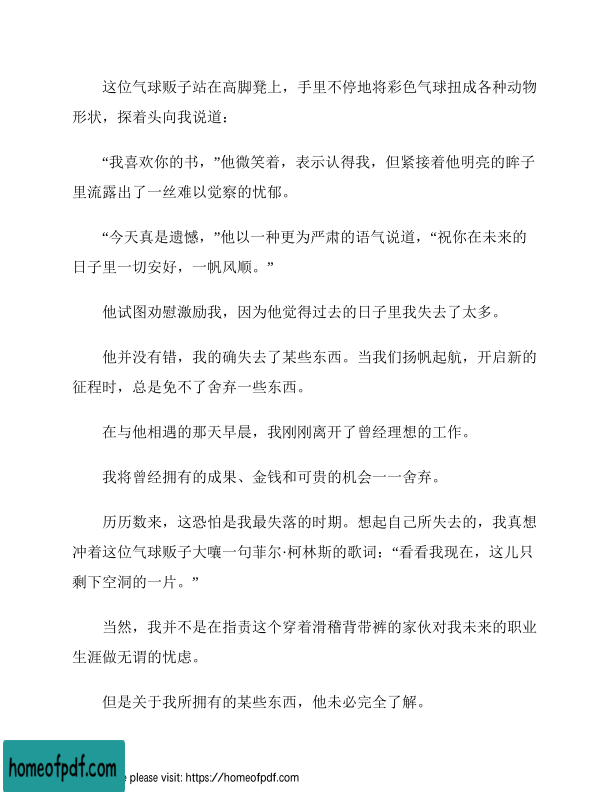 这位气球贩子站在高脚凳上，手里不停地将彩色气球扭成各种动物
形状，探着头向我说道：
“我喜欢你的书，”他微笑着，表示认得我，但紧接着他明亮的眸子
里流露出了一丝难以觉察的忧郁。
“今天真是遗憾，”他以一种更为严肃的语气说道，“祝你在未来的
日子里一切安好，一帆风顺。”
他试图劝慰激励我，因为他觉得过去的日子里我失去了太多。
他并没有错，我的确失去了某些东西。当我们扬帆起航，开启新的
征程时，总是免不了舍弃一些东西。
在与他相遇的那天早晨，我刚刚离开了曾经理想的工作。
我将曾经拥有的成果、金钱和可贵的机会一一舍弃。
历历数来，这恐怕是我最失落的时期。想起自己所失去的，我真想
冲着这位气球贩子大嚷一句菲尔·柯林斯的歌词：“看看我现在，这儿只
剩下空洞的一片。”
当然，我并不是在指责这个穿着滑稽背带裤的家伙对我未来的职业
生涯做无谓的忧虑。
但是关于我所拥有的某些东西，他未必完全了解。
homeofpdf.com
e please visit: https://homeofpdf.com